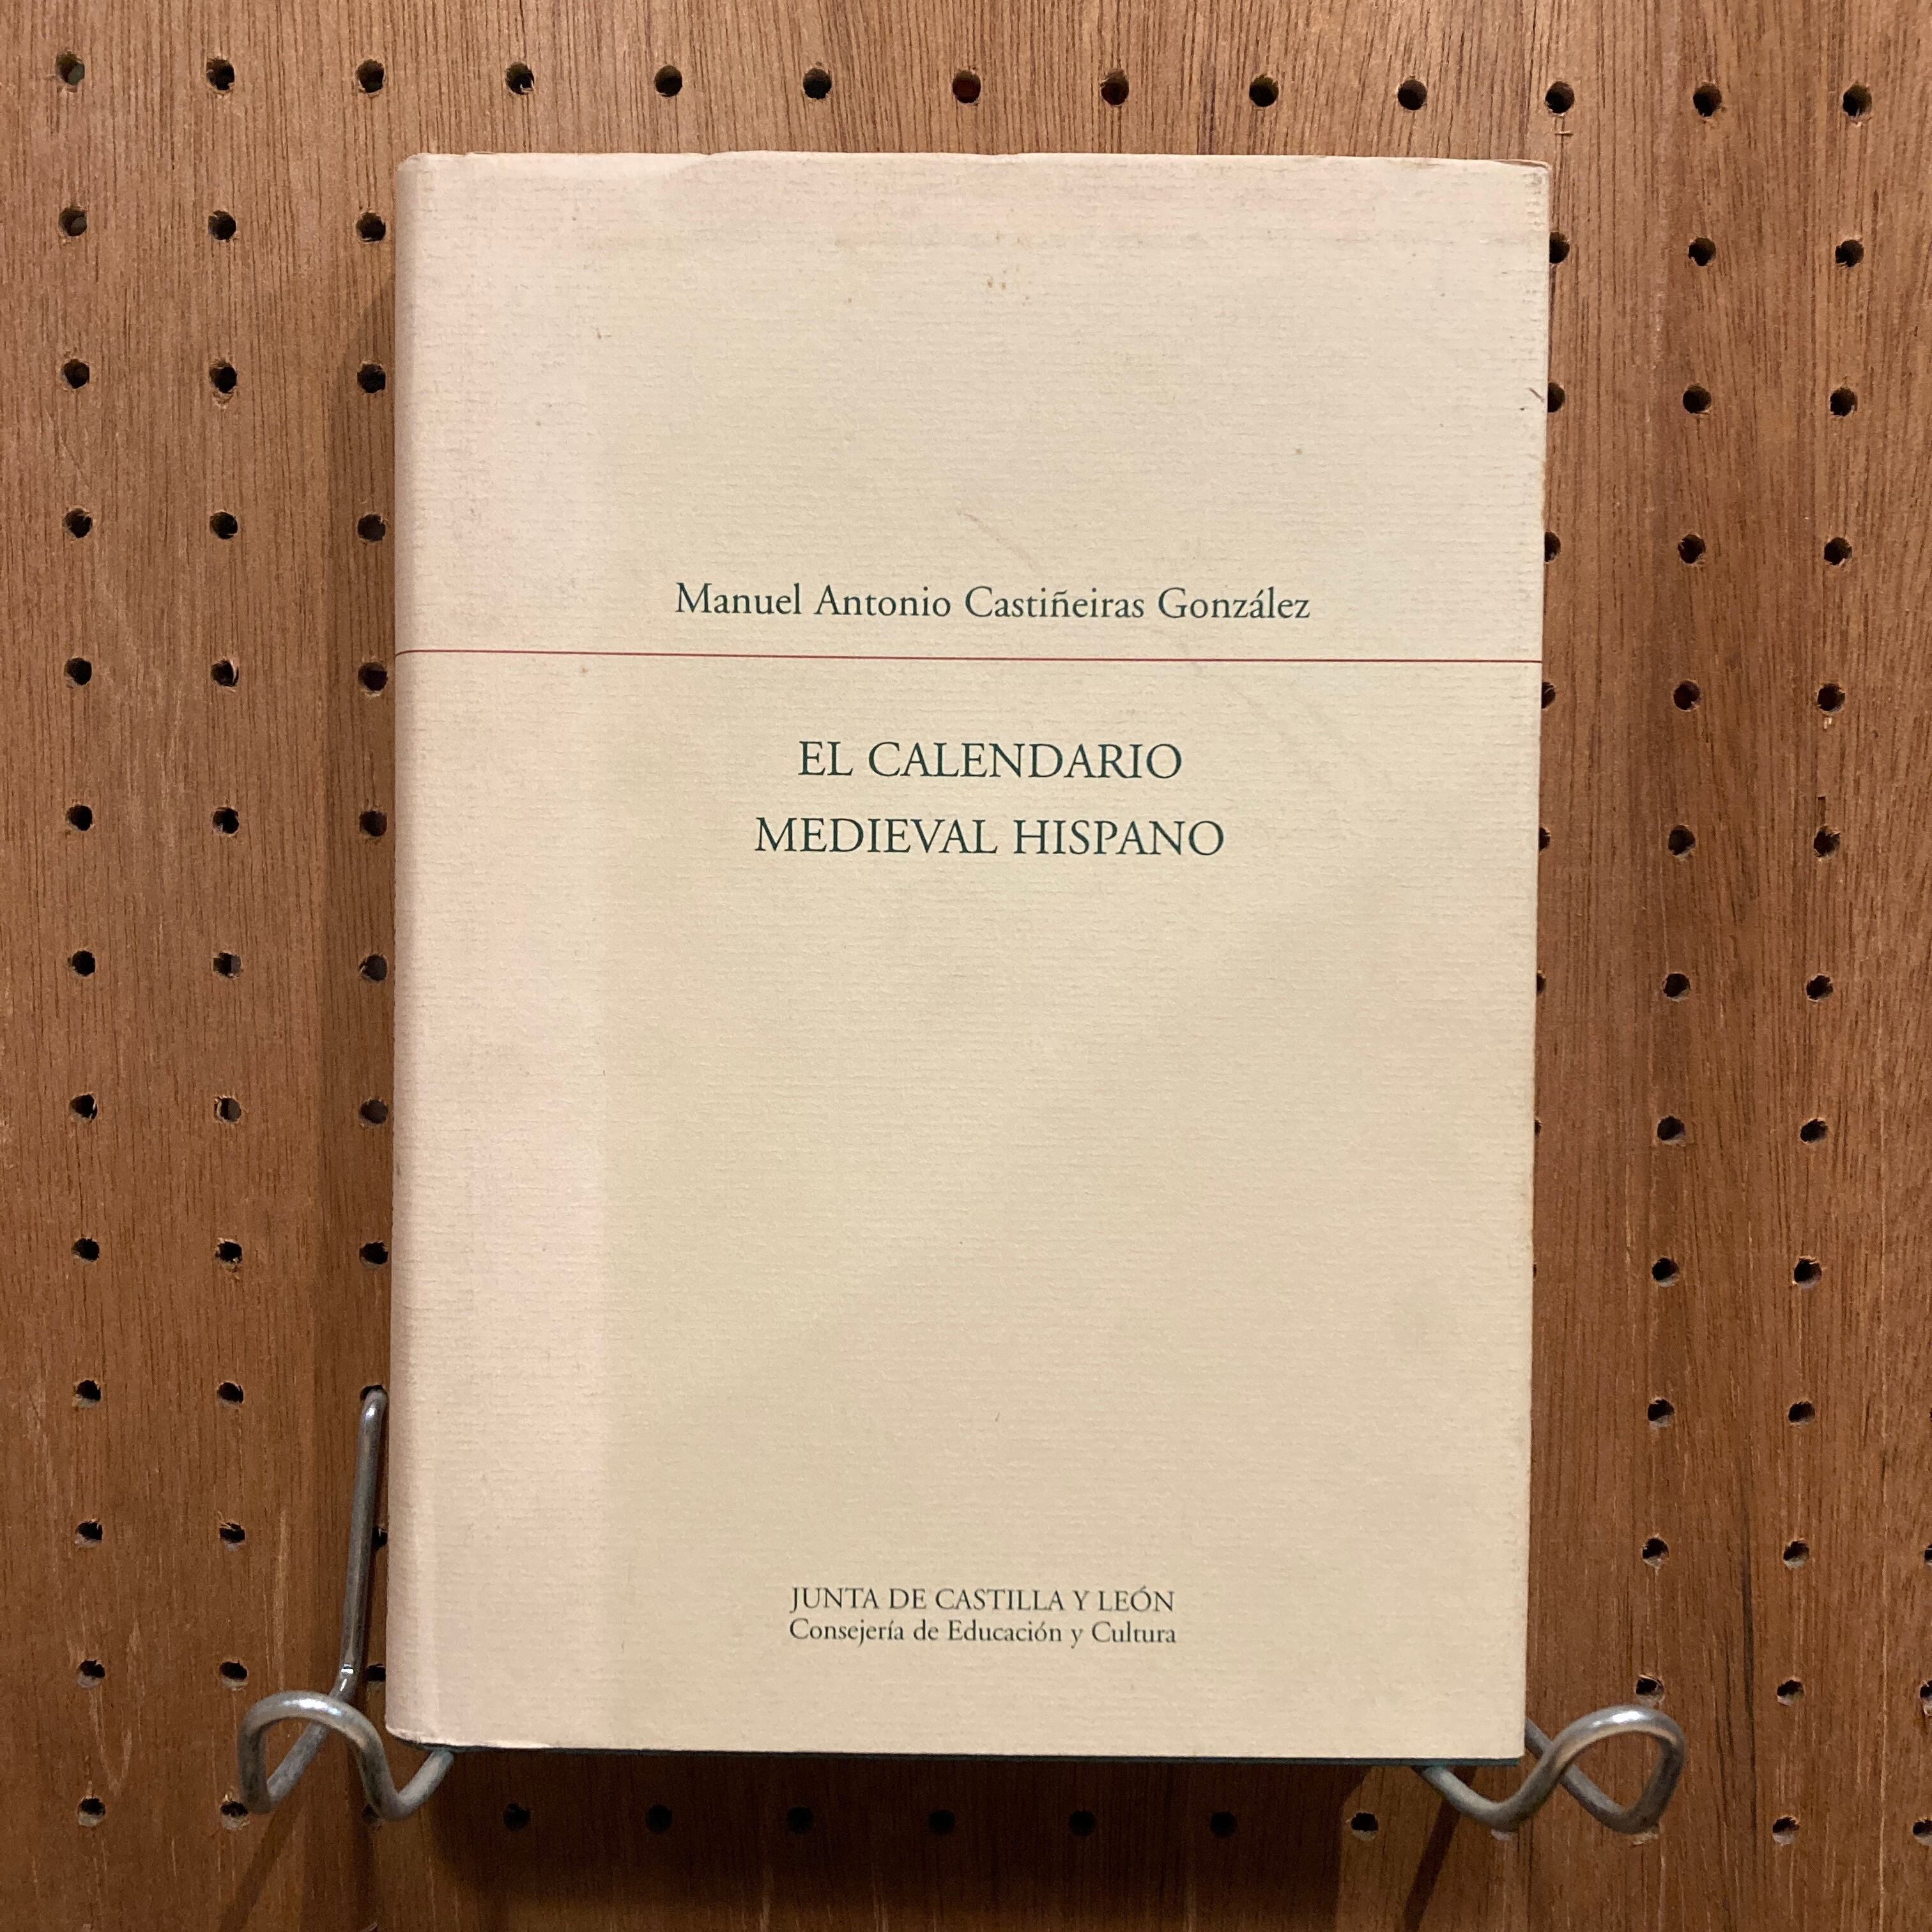 Manuel Antonio Castiñeiras González
EL CALENDARIO
MEDIEVAL HISPANO
JUNTA DE CASTILLA Y LEÓN
Consejería de Educación y Cultura